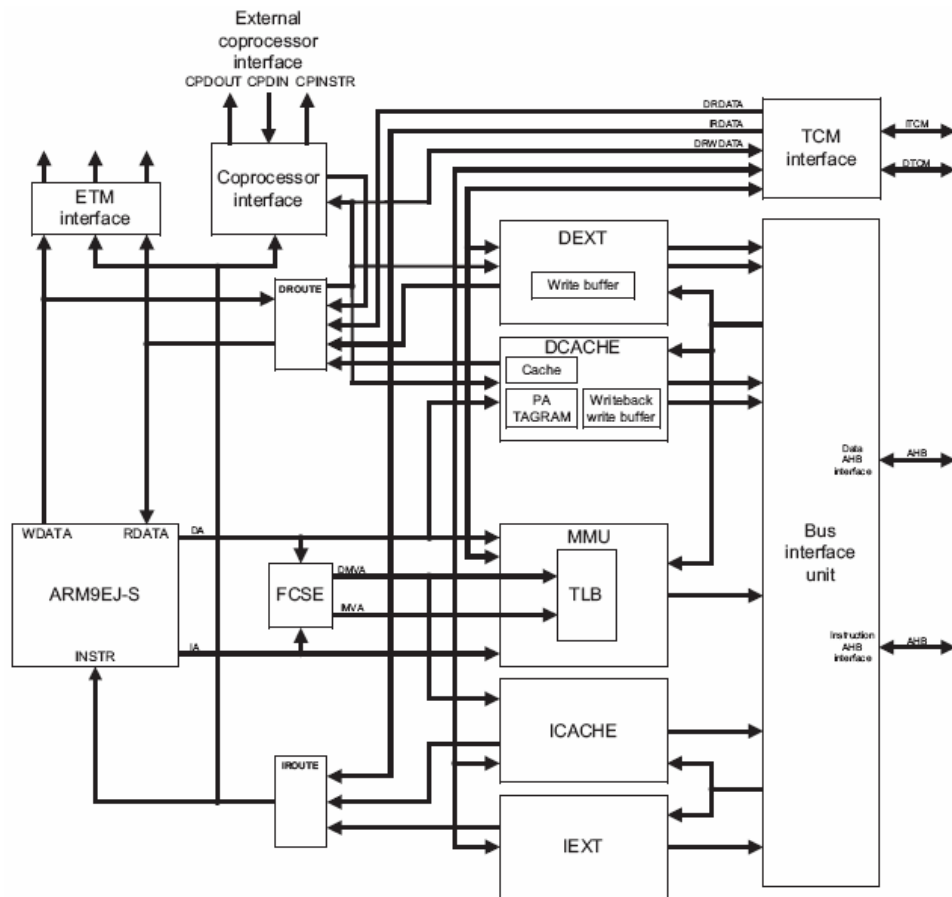 External
coprocessor
interface
CPDOUT CPDIN CPINSTR
DRDATA
IRDATA
DRWDATA
TCM
interface
ITCM
DTCM
ETM
interface
Coprocessor
interface
DROUTE
DEXT
Write buffer
DCACHE
Cache
PA
TAGRAM
Writeback
write buffer
Data
AHB
interface
AHB
WDATA
RDATA
DA
ARM9EJ-S
INSTR
IA
FCSE
DMVA
IMVA
MMU
TLB
Bus
interface
unit
Instruction
AHB
interface
AHB
IROUTE
ICACHE
IEXT